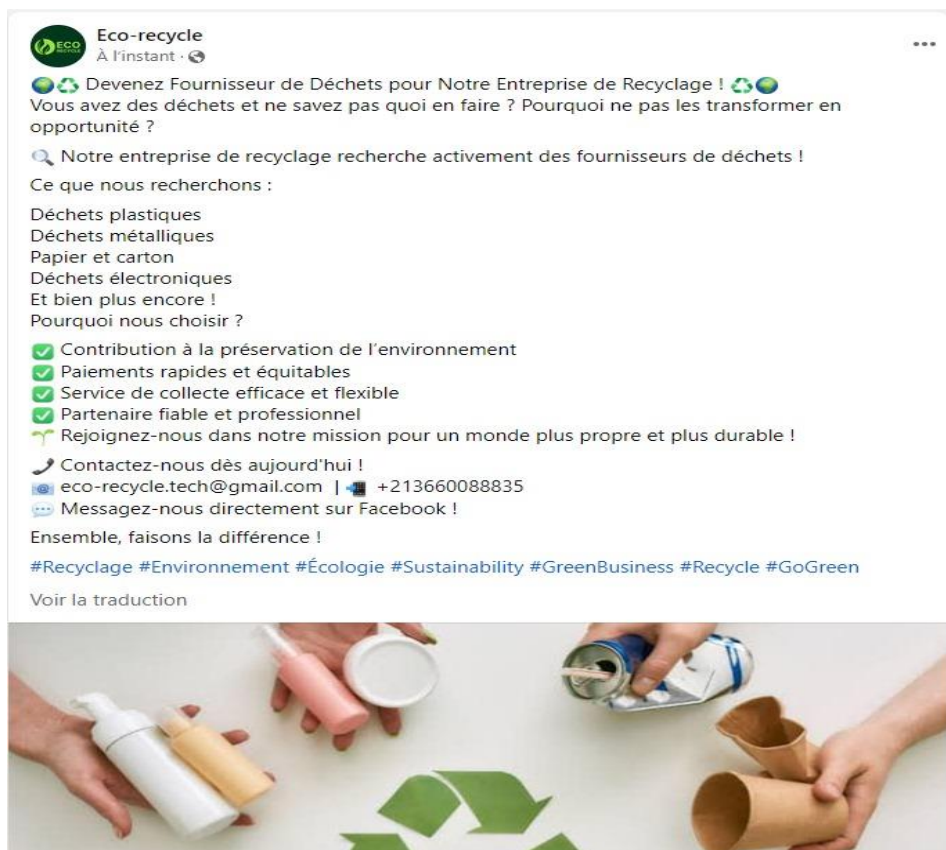 ECO
RECYCLE
Eco-recycle
À l'instant ·
Devenez Fournisseur de Déchets pour Notre Entreprise de Recyclage !
Vous avez des déchets et ne savez pas quoi en faire ? Pourquoi ne pas les transformer en
opportunité ?
Notre entreprise de recyclage recherche activement des fournisseurs de déchets !
Ce que nous recherchons :
Déchets plastiques
Déchets métalliques
Papier et carton
Déchets électroniques
Et bien plus encore !
Pourquoi nous choisir ?
Contribution à la préservation de l'environnement
Paiements rapides et équitables
Service de collecte efficace et flexible
Partenaire fiable et professionnel
Rejoignez-nous dans notre mission pour un monde plus propre et plus durable !
Contactez-nous dès aujourd'hui !
eco-recycle.tech@gmail.com | +213660088835
Messagez-nous directement sur Facebook !
Ensemble, faisons la différence !
#Recyclage #Environnement #Écologie #Sustainability #GreenBusiness #Recycle #GoGreen
Voir la traduction